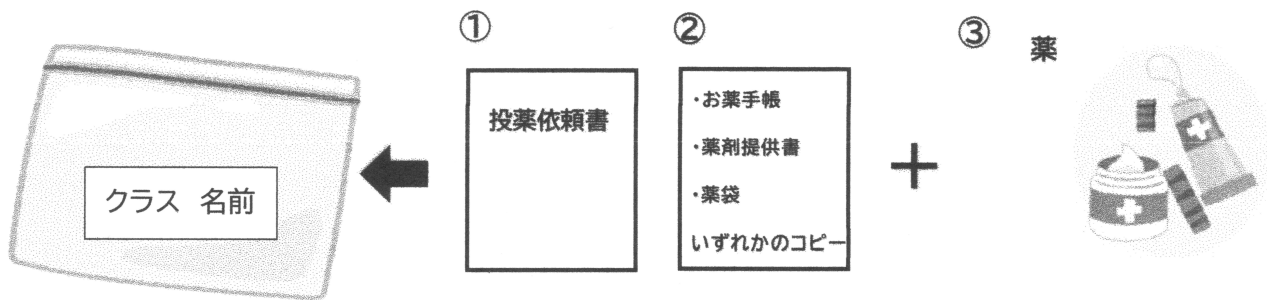 クラス 名前
①
投薬依頼書
②
・お薬手帳
・薬剤提供書
・薬袋
いずれかのコピー
＋
③
薬